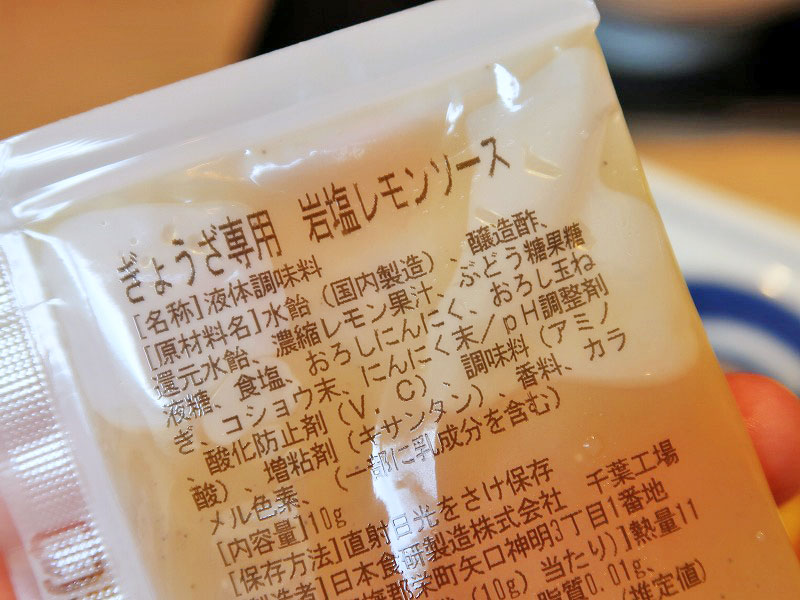 ぎょうざ専用 岩塩レモンソース
[名称]液体調味料
[原材料名]水飴（国内製造）、醸造酢、
還元水飴、濃縮レモン果汁、ぶどう糖果糖
液糖、食塩、おろしにんにく、おろし玉ね
ぎ、コショウ末、にんにく末／pH調整剤
、酸化防止剤（V．C）、調味料（アミノ
酸）、増粘剤（キサンタン）、香料、カラ
メル色素、（一部に乳成分を含む）
[内容量]10g
[保存方法]直射日光をさけ保存
製造者]日本食研製造株式会社 千葉工場
郡栄町矢口神明3丁目1番地
（10g）当たり)]熱量11
脂質0.01g、
（推定値）